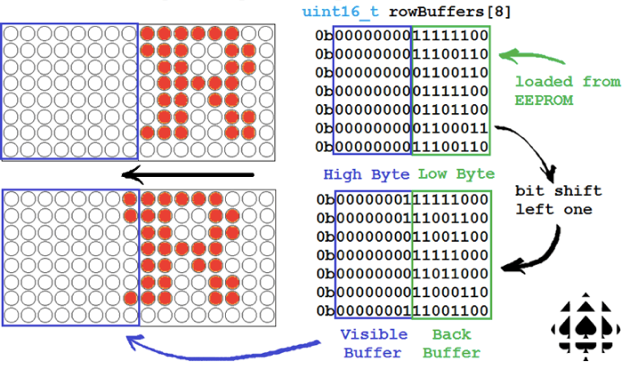 uint16_t rowBuffers[8]
0b0000000011111100
0b0000000011100110
0b0000000001100110
0b0000000001111100
0b0000000001101100
0b0000000001100011
0b0000000011100110
loaded from
EEPROM
High Byte Low Byte
bit shift
left one
0b0000000111111000
0b0000000111001100
0b0000000011001100
0b0000000011111000
0b0000000011011000
0b0000000011000110
0b0000000111001100
Visible Back
Buffer Buffer